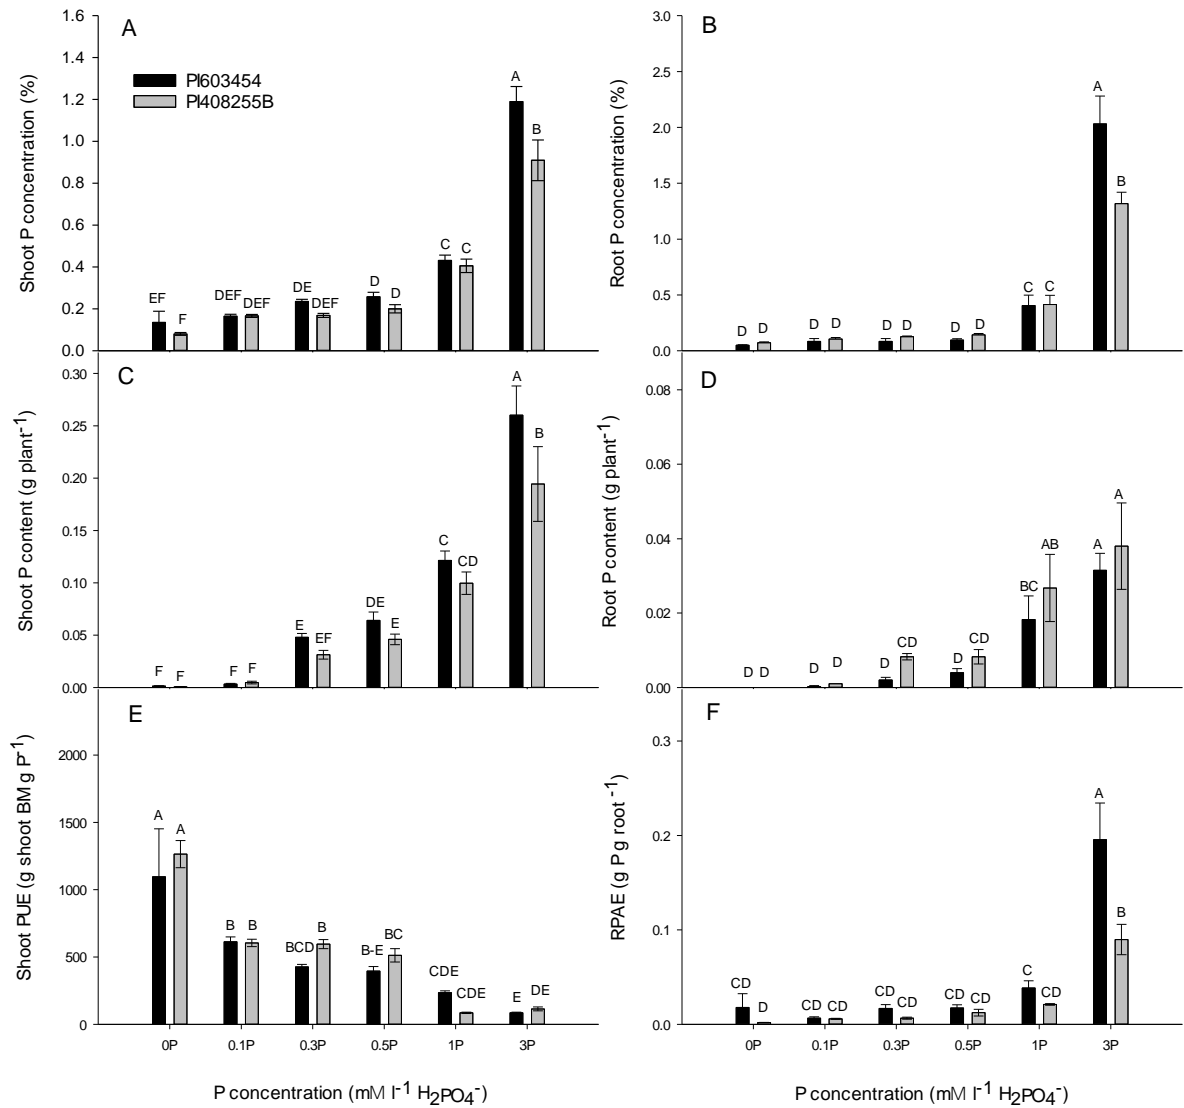 A
Shoot P concentration (%)
1.6
1.4
1.2
1.0
0.8
0.6
0.4
0.2
0.0
PI603454
PI408255B
EF
F
DEF
DEF
DE
DEF
D
D
C
C
A
B
B
Root P concentration (%)
3.0
2.5
2.0
1.5
1.0
0.5
0.0
D
D
D
D
D
D
D
D
C
C
A
B
C
Shoot P content (g plant⁻¹)
0.30
0.25
0.20
0.15
0.10
0.05
0.00
F
F
F
F
E
EF
DE
E
C
CD
A
B
D
Root P content (g plant⁻¹)
0.08
0.06
0.04
0.02
0.00
D
D
D
D
D
CD
D
CD
BC
AB
A
A
E
Shoot PUE (g shoot BM g P⁻¹)
2000
1500
1000
500
0
A
A
B
B
BCD
B
B-E
BC
CDE
CDE
E
DE
0P
0.1P
0.3P
0.5P
1P
3P
P concentration (mM l⁻¹ H₂PO₄⁻)
F
RPAE (g P g root ⁻¹)
0.3
0.2
0.1
0.0
CD
D
CD
CD
CD
CD
CD
CD
C
CD
A
B
0P
0.1P
0.3P
0.5P
1P
3P
P concentration (mM l⁻¹ H₂PO₄⁻)